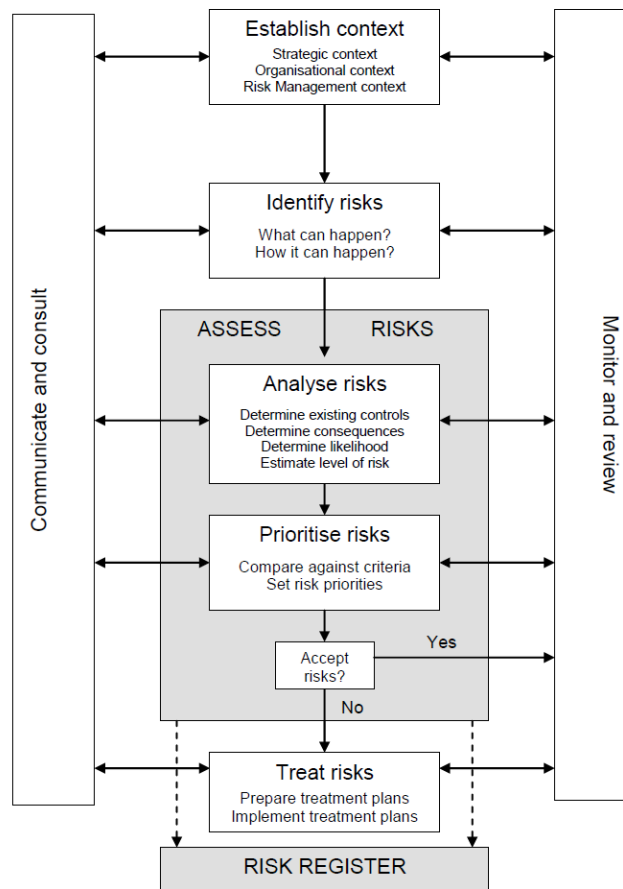 Establish context
Strategic context
Organisational context
Risk Management context
Communicate and consult
Monitor and review
Identify risks
What can happen?
How it can happen?
ASSESS RISKS
Analyse risks
Determine existing controls
Determine consequences
Determine likelihood
Estimate level of risk
Prioritise risks
Compare against criteria
Set risk priorities
Accept
risks?
Yes
No
Treat risks
Prepare treatment plans
Implement treatment plans
RISK REGISTER